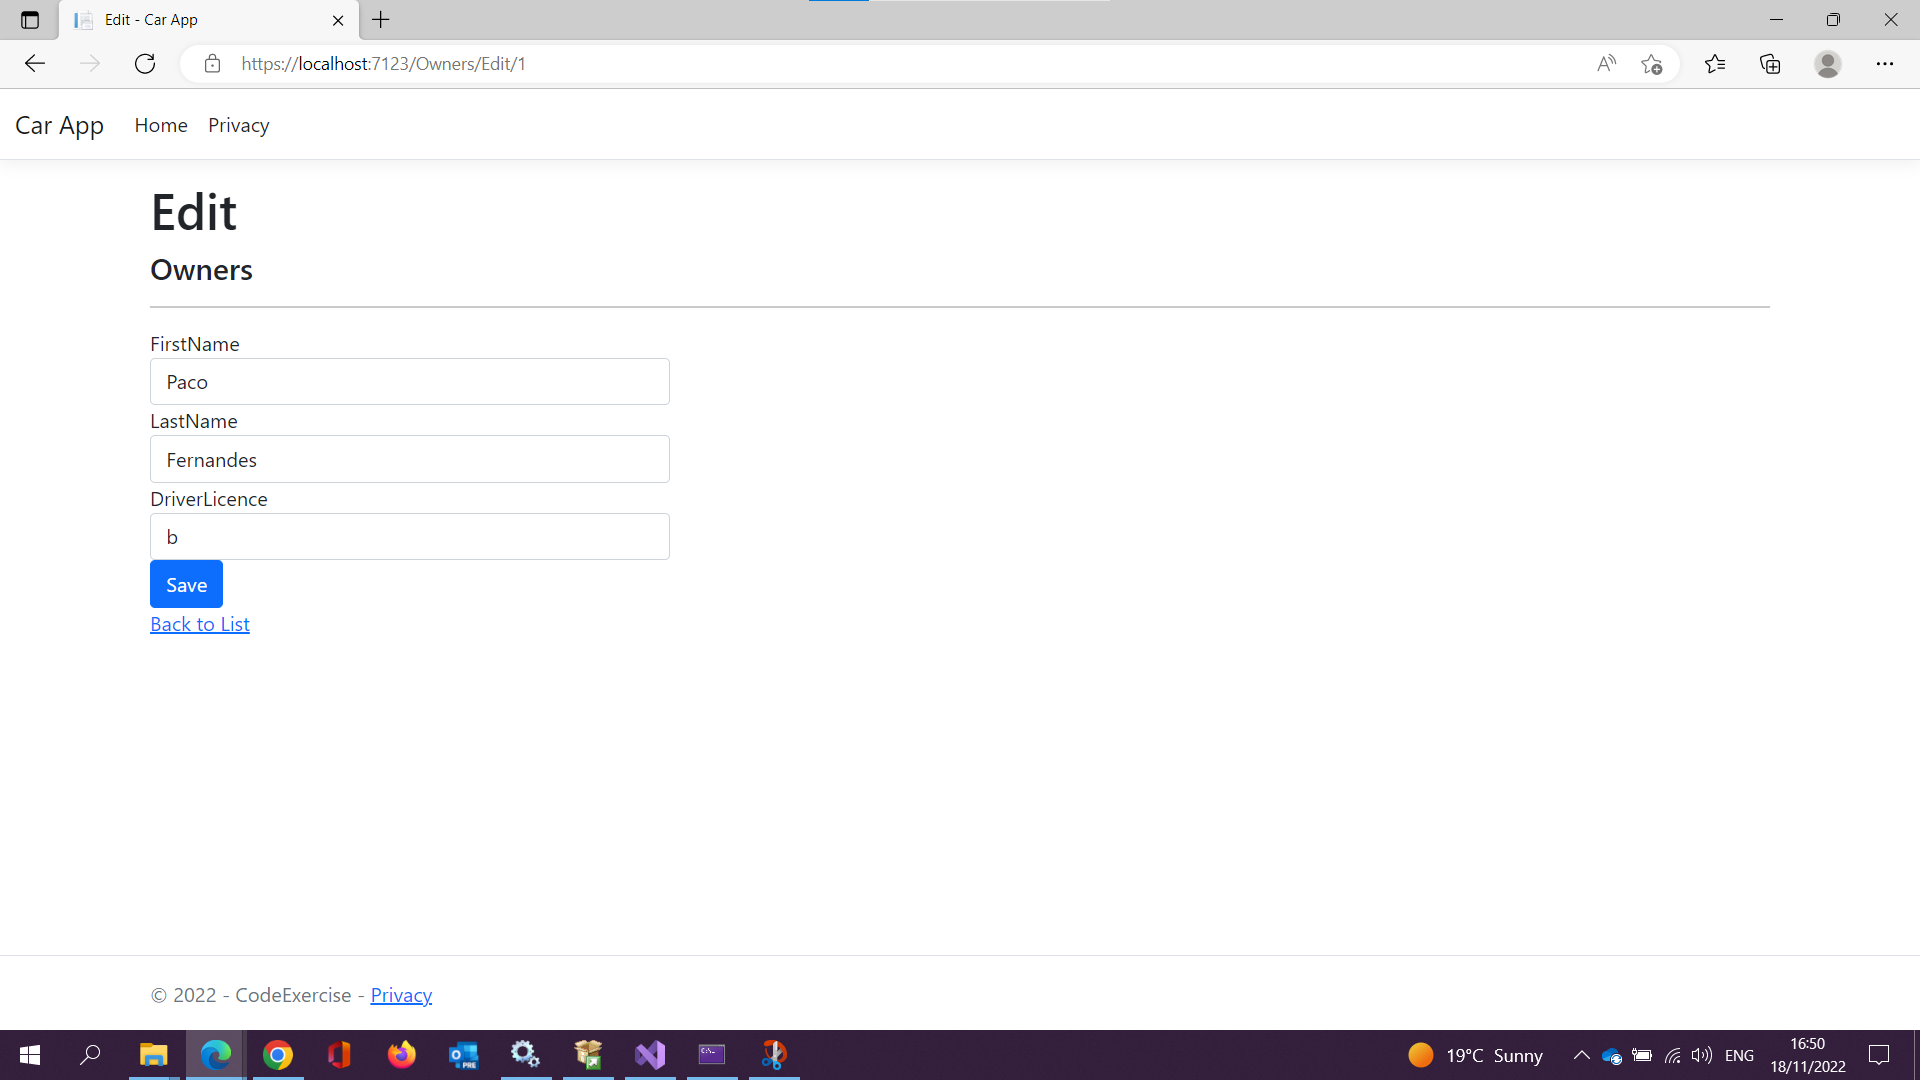 Edit - Car App
https://localhost:7123/Owners/Edit/1
Car App Home Privacy
Edit
Owners
FirstName
Paco
LastName
Fernandes
DriverLicence
b
Save
Back to List
© 2022 - CodeExercise - Privacy
19°C Sunny
ENG
16:50
18/11/2022